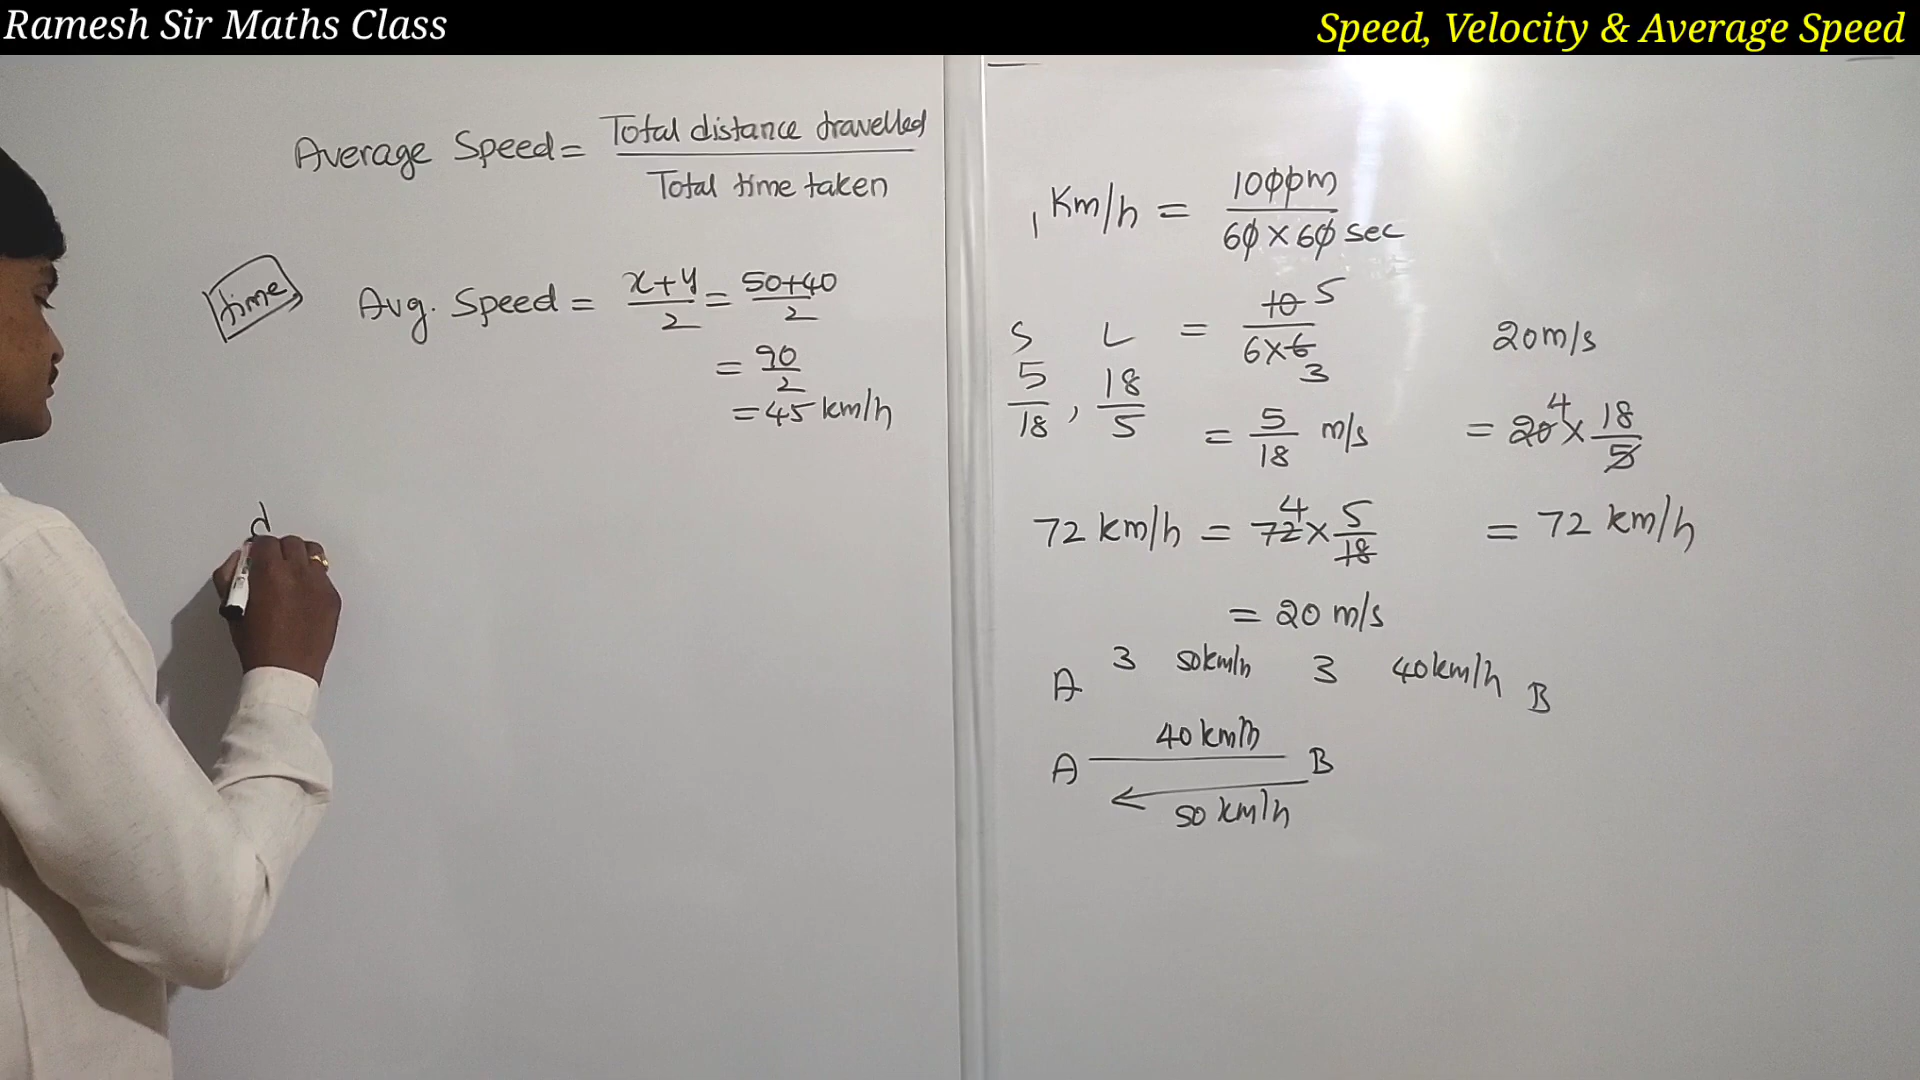 Ramesh Sir Maths Class
Speed, Velocity & Average Speed
Average Speed = Total distance travelled / Total time taken
time
Avg. Speed = x+y / 2 = 50+40 / 2
= 90 / 2
= 45 km/h
d
1 Km/h = 1000m / 60 × 60 sec
= 10 5 / 6×6 3
S L
5/18 , 18/5
= 5/18 m/s
72 km/h = 72 4 × 5/18
= 20 m/s
20 m/s
= 20 4 × 18/5
= 72 km/h
A 3 50km/h 3 40km/h B
40 km/h
A B
50 km/h